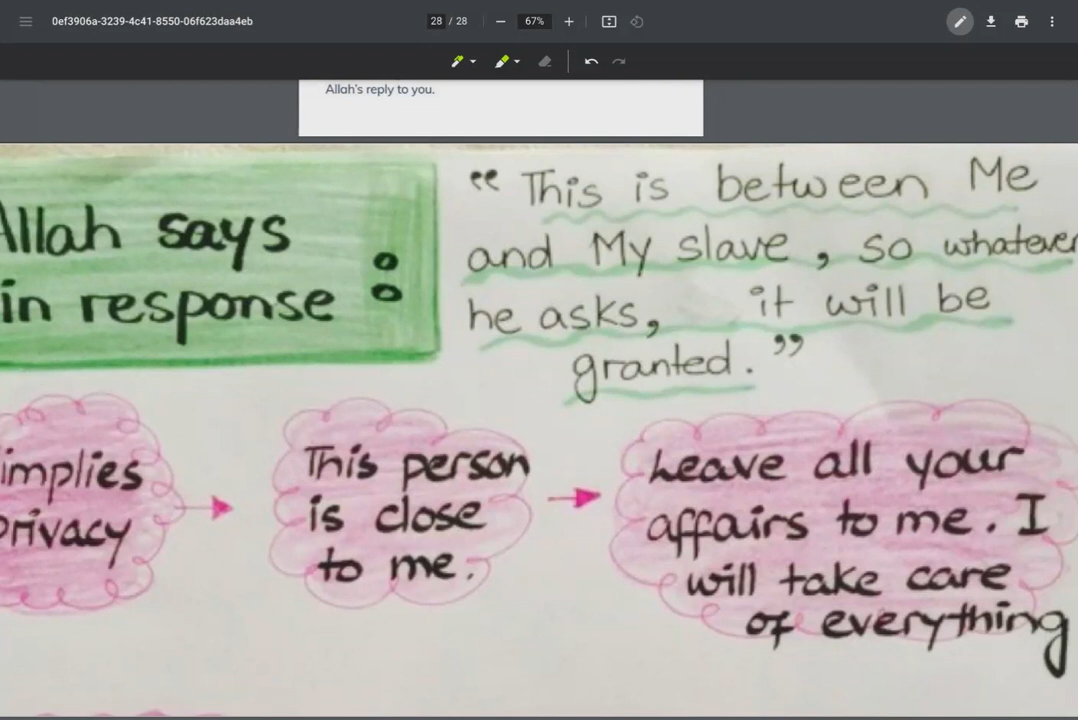 0ef3906a-3239-4c41-8550-06f623daa4eb
28 / 28
67%
Allah's reply to you.
Allah says
in response :
“This is between Me
and My slave, so whatever
he asks, it will be
granted.”
implies
privacy
This person
is close
to me.
Leave all your
affairs to me. I
will take care
of everything